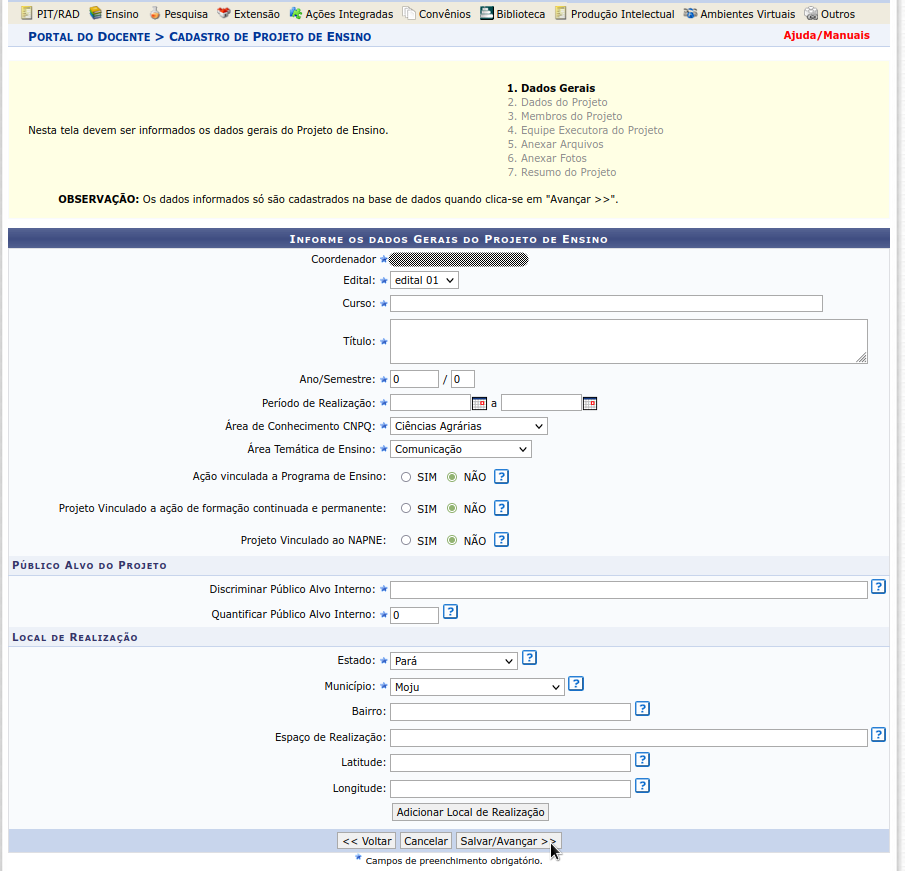 PIT/RAD Ensino Pesquisa Extensão Ações Integradas Convênios Biblioteca Produção Intelectual Ambientes Virtuais Outros
Portal do Docente > Cadastro de Projeto de Ensino Ajuda/Manuais
1. Dados Gerais
2. Dados do Projeto
3. Membros do Projeto
4. Equipe Executora do Projeto
5. Anexar Arquivos
6. Anexar Fotos
7. Resumo do Projeto
Nesta tela devem ser informados os dados gerais do Projeto de Ensino.
OBSERVAÇÃO: Os dados informados só são cadastrados na base de dados quando clica-se em "Avançar >>".
Informe os dados Gerais do Projeto de Ensino
Coordenador
Edital: edital 01
Curso:
Título:
Ano/Semestre: 0 / 0
Período de Realização: a
Área de Conhecimento CNPQ: Ciências Agrárias
Área Temática de Ensino: Comunicação
Ação vinculada a Programa de Ensino: SIM NÃO ?
Projeto Vinculado a ação de formação continuada e permanente: SIM NÃO ?
Projeto Vinculado ao NAPNE: SIM NÃO ?
Público Alvo do Projeto
Discriminar Público Alvo Interno: ?
Quantificar Público Alvo Interno: 0 ?
Local de Realização
Estado: Pará ?
Município: Moju ?
Bairro: ?
Espaço de Realização: ?
Latitude: ?
Longitude: ?
Adicionar Local de Realização
<< Voltar Cancelar Salvar/Avançar >>
Campos de preenchimento obrigatório.